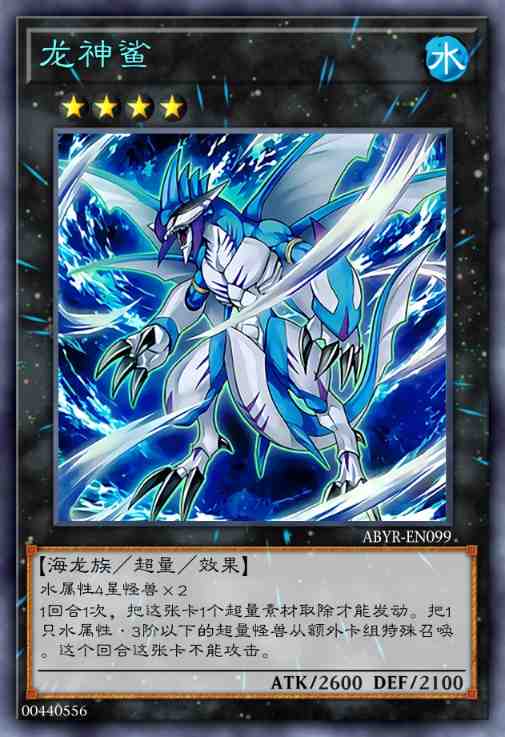 龙神鲨
水
ABYR-EN099
【海龙族／超量／效果】
水属性4星怪兽×2
1回合1次，把这张卡1个超量素材取除才能发动。把1
只水属性·3阶以下的超量怪兽从额外卡组特殊召唤
。这个回合这张卡不能攻击。
ATK/2600 DEF/2100
00440556